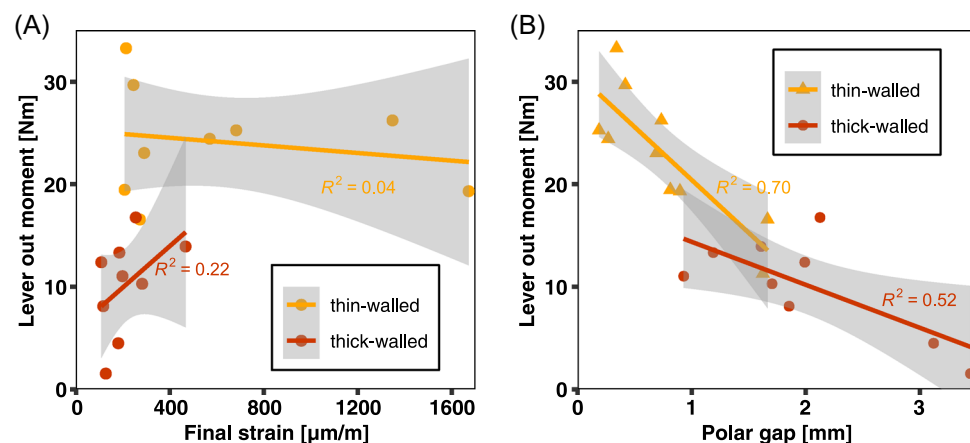 (A)
Lever out moment [Nm]
30
20
10
0
R² = 0.04
R² = 0.22
thin-walled
thick-walled
0 400 800 1200 1600
Final strain [µm/m]
(B)
Lever out moment [Nm]
30
20
10
0
thin-walled
thick-walled
R² = 0.70
R² = 0.52
0 1 2 3
Polar gap [mm]